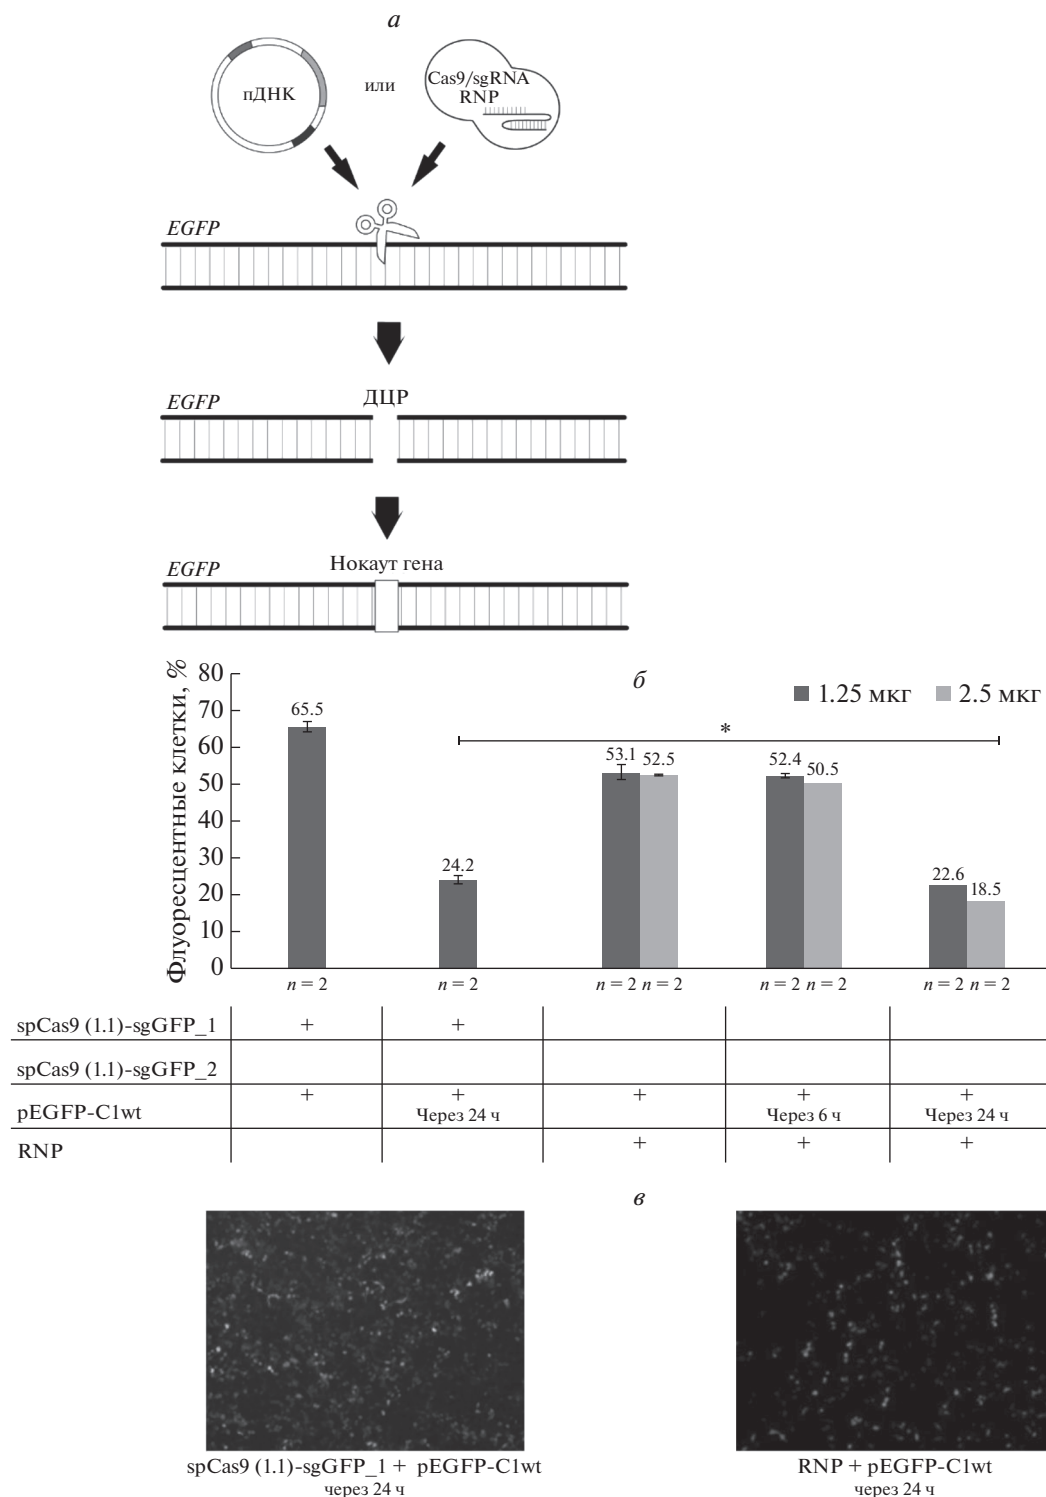 а
пДНК
или
Cas9/sgRNA
RNP
EGFP
EGFP
ДЦР
EGFP
Нокаут гена
б
Флуоресцентные клетки, %
80
70
60
50
40
30
20
10
0
1.25 мкг 2.5 мкг
*
65.5
24.2
53.1 52.5
52.4 50.5
22.6 18.5
n = 2 n = 2 n = 2 n = 2 n = 2 n = 2 n = 2 n = 2
spCas9 (1.1)-sgGFP_1 + +
spCas9 (1.1)-sgGFP_2
pEGFP-C1wt + + + + +
Через 24 ч Через 6 ч Через 24 ч
RNP + + +
в
spCas9 (1.1)-sgGFP_1 + pEGFP-C1wt
через 24 ч
RNP + pEGFP-C1wt
через 24 ч